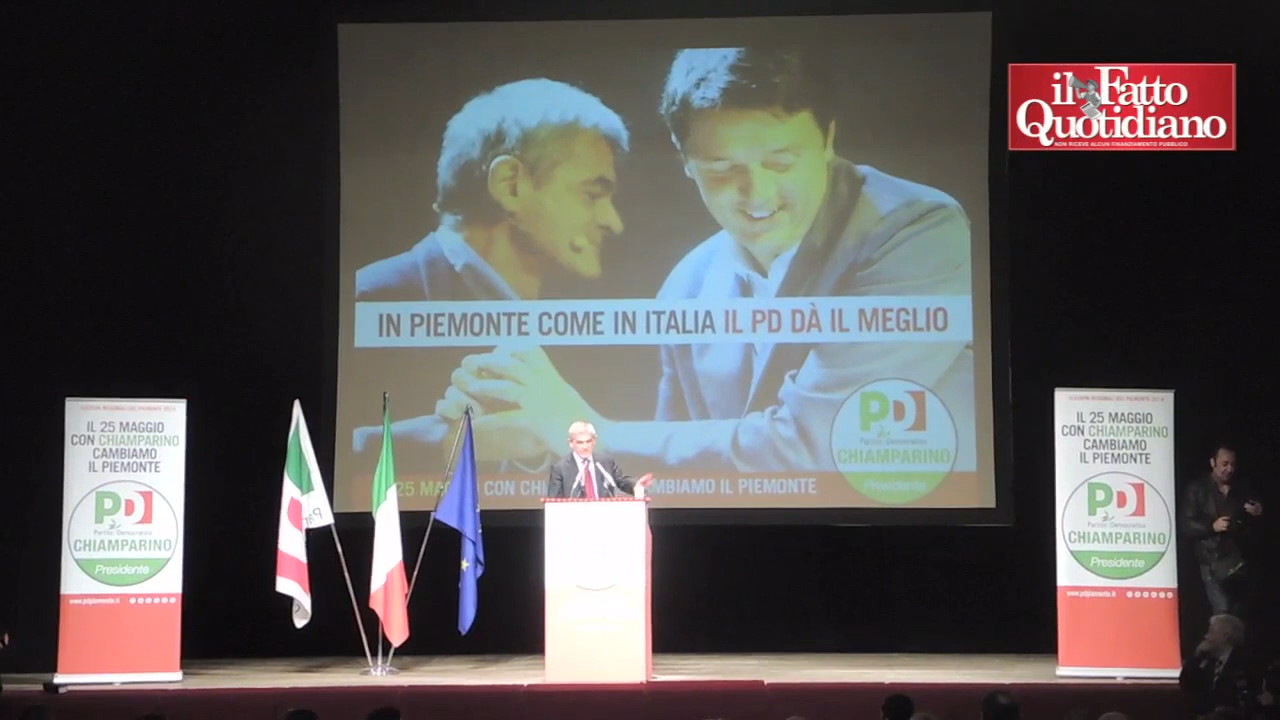 il Fatto
Quotidiano
NON RICEVE ALCUN FINANZIAMENTO PUBBLICO
IN PIEMONTE COME IN ITALIA IL PD DÀ IL MEGLIO
PD
Partito Democratico
CHIAMPARINO
Presidente
25 MAGGIO CON
CAMBIAMO IL PIEMONTE
IL 25 MAGGIO
CON CHIAMPARINO
CAMBIAMO
IL PIEMONTE
PD
Partito Democratico
CHIAMPARINO
Presidente
www.pdpiemonte.it
IL 25 MAGGIO
CON CHIAMPARINO
CAMBIAMO
IL PIEMONTE
PD
Partito Democratico
CHIAMPARINO
Presidente
www.pdpiemonte.it